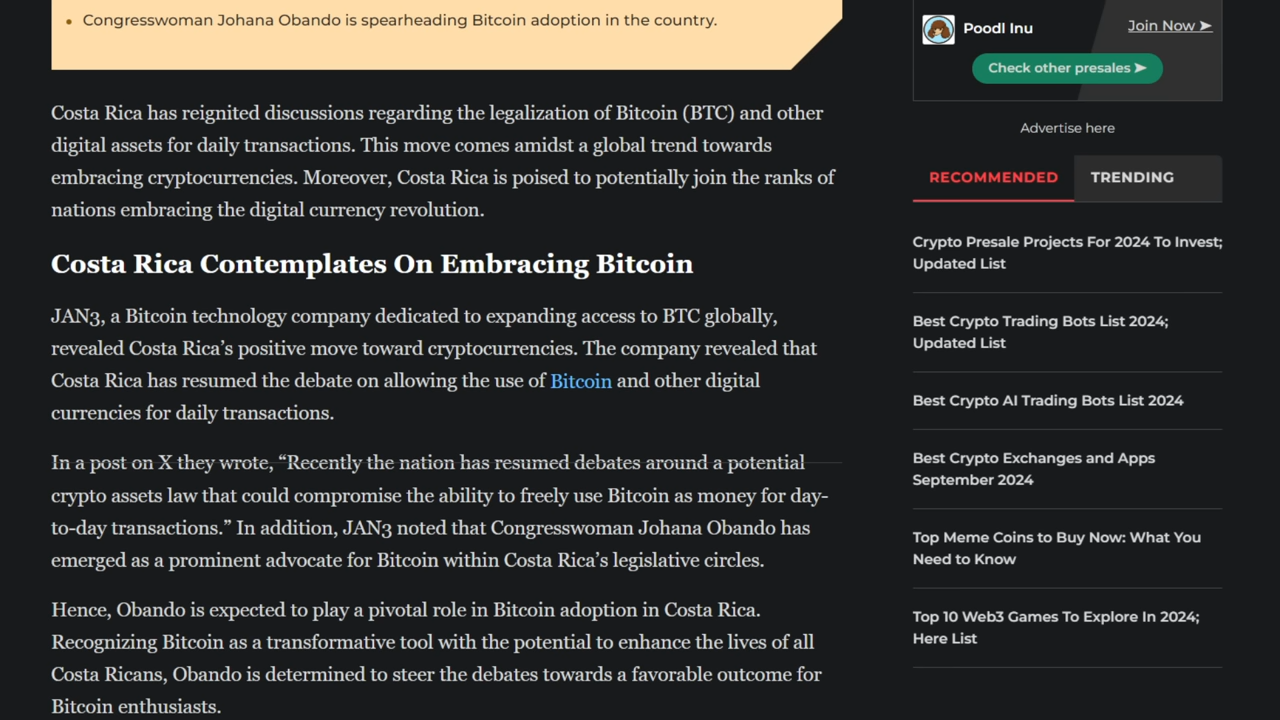 • Congresswoman Johana Obando is spearheading Bitcoin adoption in the country.
Costa Rica has reignited discussions regarding the legalization of Bitcoin (BTC) and other
digital assets for daily transactions. This move comes amidst a global trend towards
embracing cryptocurrencies. Moreover, Costa Rica is poised to potentially join the ranks of
nations embracing the digital currency revolution.
Costa Rica Contemplates On Embracing Bitcoin
JAN3, a Bitcoin technology company dedicated to expanding access to BTC globally,
revealed Costa Rica’s positive move toward cryptocurrencies. The company revealed that
Costa Rica has resumed the debate on allowing the use of Bitcoin and other digital
currencies for daily transactions.
In a post on X they wrote, “Recently the nation has resumed debates around a potential
crypto assets law that could compromise the ability to freely use Bitcoin as money for day-
to-day transactions.” In addition, JAN3 noted that Congresswoman Johana Obando has
emerged as a prominent advocate for Bitcoin within Costa Rica’s legislative circles.
Hence, Obando is expected to play a pivotal role in Bitcoin adoption in Costa Rica.
Recognizing Bitcoin as a transformative tool with the potential to enhance the lives of all
Costa Ricans, Obando is determined to steer the debates towards a favorable outcome for
Bitcoin enthusiasts.
Poodl Inu
Join Now ➤
Check other presales ➤
Advertise here
RECOMMENDED
TRENDING
Crypto Presale Projects For 2024 To Invest;
Updated List
Best Crypto Trading Bots List 2024;
Updated List
Best Crypto AI Trading Bots List 2024
Best Crypto Exchanges and Apps
September 2024
Top Meme Coins to Buy Now: What You
Need to Know
Top 10 Web3 Games To Explore In 2024;
Here List